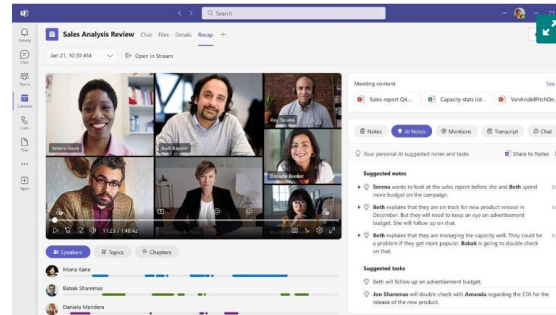 Search
Sales Analysis Review Chat Files Details Recap
Jan 21, 10:30 AM Open in Stream
Activity
Chat
Teams
Calendar
Calls
Files
Apps
Serena Davis
Aadi Kapoor
Ray Tanaka
Danielle Booker
11:23 / 1:48:42
Speakers # Topics Chapters
Mona Kane
Babak Shammas
Daniela Mandera
Meeting content See
Sales report Q4... Capacity stats list... VanArsdelPitchDe...
Notes AI Notes Mentions Transcript Chat
Your personal AI suggested notes and tasks Share to Notes
Suggested notes
Serena wants to look at the sales report before she and Beth spend
more budget on the campaign.
Beth explains that they are on track for new product release in
December. But they will need to keep an eye on advertisement
budget. She will follow up on that.
Beth explains that they are managing the capacity well. They could be
a problem if they get more popular. Babak is going to double check
on that.
Suggested tasks
Beth will follow up on advertisement budget.
Jon Shammas will double check with Amanda regarding the ETA for the
release of the new product.